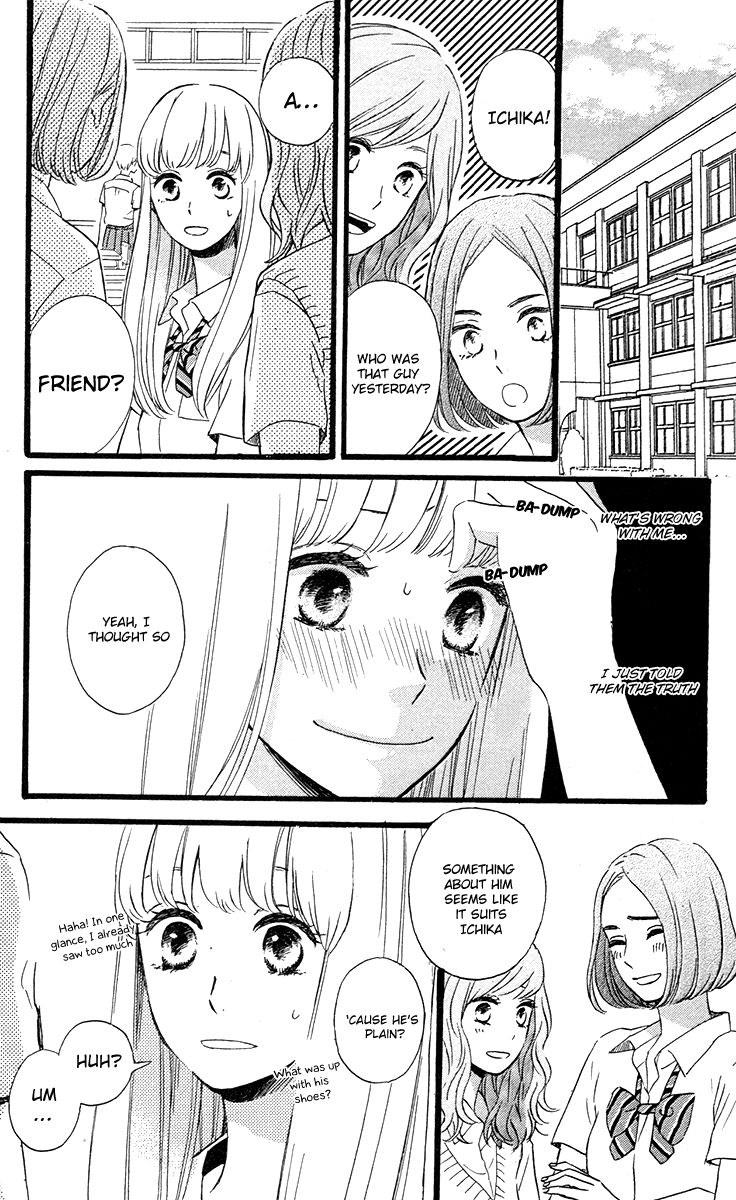 ICHIKA!
WHO WAS
THAT GUY
YESTERDAY?
A...
FRIEND?
BA-DUMP
WHAT'S WRONG
WITH ME...
BA-DUMP
I JUST TOLD
THEM THE TRUTH
YEAH, I
THOUGHT SO
SOMETHING
ABOUT HIM
SEEMS LIKE
IT SUITS
ICHIKA
'CAUSE HE'S
PLAIN?
What was up
with his
shoes?
Haha! In one
glance, I already
saw too much
HUH?
UM
...